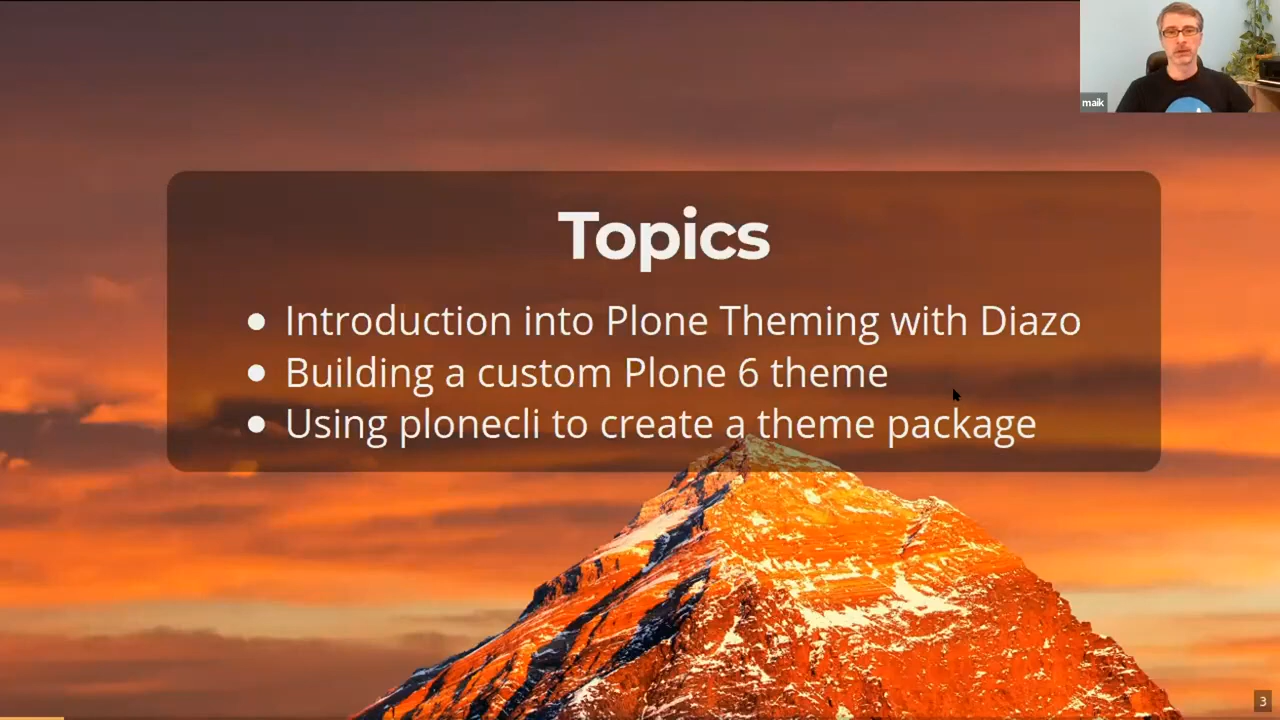 maik
Topics
Introduction into Plone Theming with Diazo
Building a custom Plone 6 theme
Using plonecli to create a theme package
3